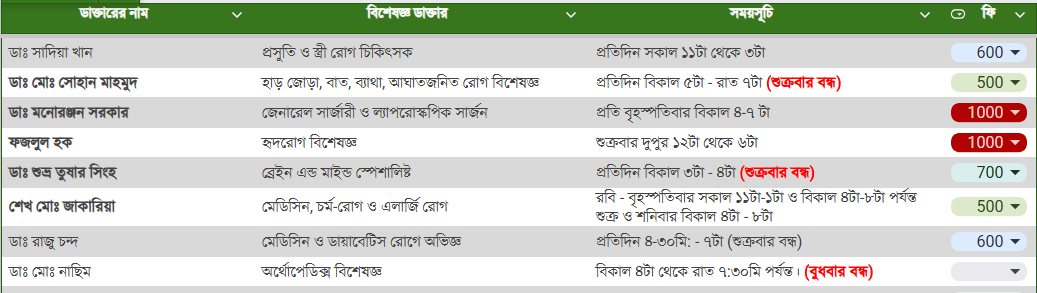 ডাক্তারের নাম বিশেষজ্ঞ ডাক্তার সময়সূচি ফি
ডাঃ সাদিয়া খান প্রসুতি ও স্ত্রী রোগ চিকিৎসক প্রতিদিন সকাল ১১টা থেকে ৩টা 600
ডাঃ মোঃ সোহান মাহমুদ হাড় জোড়া, বাত, ব্যাথা, আঘাতজনিত রোগ বিশেষজ্ঞ প্রতিদিন বিকাল ৫টা - রাত ৭টা (শুক্রবার বন্ধ) 500
ডাঃ মনোরঞ্জন সরকার জেনারেল সার্জারী ও ল্যাপরোস্কপিক সার্জন প্রতি বৃহস্পতিবার বিকাল ৪-৭ টা 1000
ফজলুল হক হৃদরোগ বিশেষজ্ঞ শুক্রবার দুপুর ১২টা থেকে ৬টা 1000
ডাঃ শুভ্র তুষার সিংহ ব্রেইন এন্ড মাইন্ড স্পেশালিষ্ট প্রতিদিন বিকাল ৩টা - ৪টা (শুক্রবার বন্ধ) 700
শেখ মোঃ জাকারিয়া মেডিসিন, চর্ম-রোগ ও এলার্জি রোগ রবি - বৃহস্পতিবার সকাল ১১টা-১টা ও বিকাল ৪টা-৮টা পর্যন্ত 500
শুক্র ও শনিবার বিকাল ৪টা - ৮টা
ডাঃ রাজু চন্দ মেডিসিন ও ডায়াবেটিস রোগে অভিজ্ঞ প্রতিদিন ৪-৩০মি: - ৭টা (শুক্রবার বন্ধ) 600
ডাঃ মোঃ নাছিম অর্থোপেডিক্স বিশেষজ্ঞ বিকাল ৪টা থেকে রাত ৭:৩০মি পর্যন্ত। (বুধবার বন্ধ)